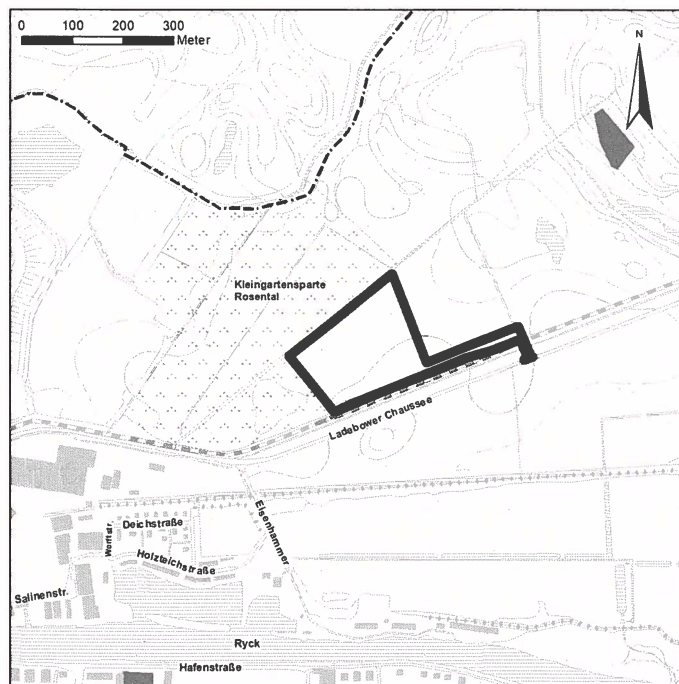 0 100 200 300
Meter
N
Kleingartensparte
Rosental
Ladebower Chaussee
Eisenhammer
Deichstraße
Werftstr.
Holzteichstraße
Salinenstr.
Ryck
Hafenstraße